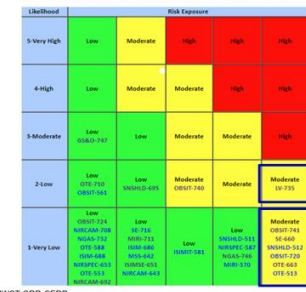 Likelihood Risk Exposure
5-Very High Low Moderate High High High
4-High Low Moderate Moderate High High
3-Moderate Low Low Moderate Moderate High
GS&O-747
2-Low Low Low Moderate Moderate Moderate
OTE-710 SNSHLD-695 OBSIT-740 LV-735
OBSIT-561
1-Very Low Low Low Low Low Moderate
OBSIT-724 SE-716 ISIMIT-581 SNSHLD-511 OBSIT-741
NIRCAM-708 MIRI-711 NIRSPEC-587 SE-660
NGAS-732 ISIM-686 NGAS-746 SNSHLD-512
OTE-588 MSS-642 MIRI-370 OBSIT-720
ISIM-688 ISIMSE-651 OTE-663
NIRSPEC-653 NIRCAM-643 OTE-513
OTE-553
NIRCAM-692